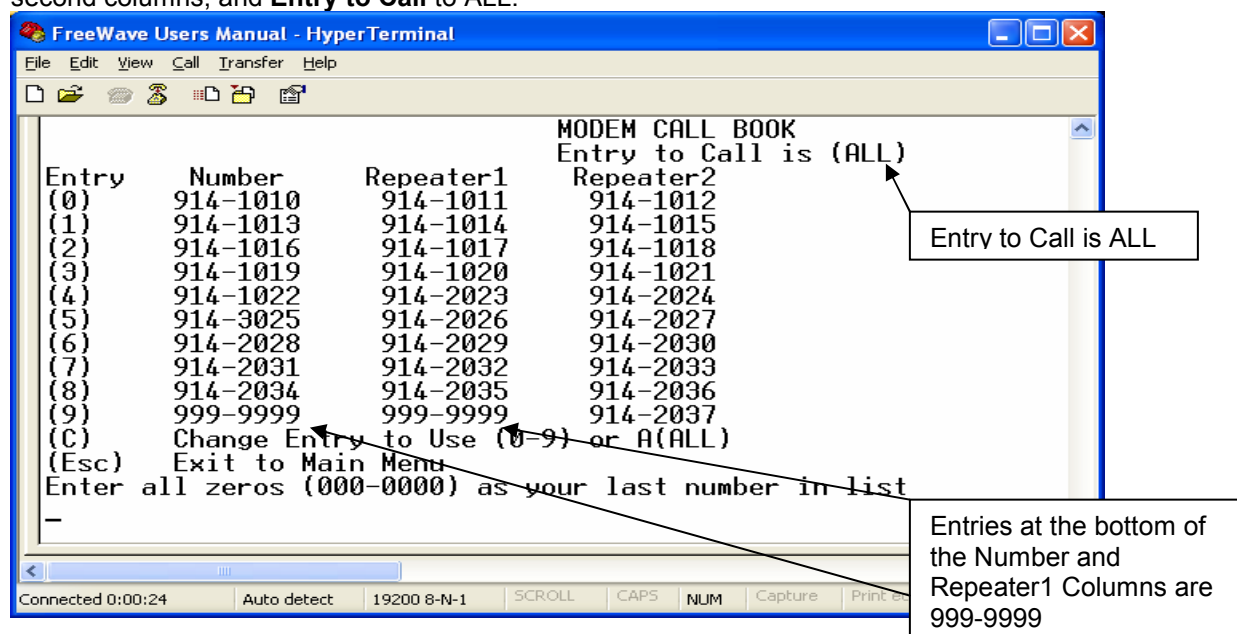 second columns, and Entry to Call to ALL.
FreeWave Users Manual - HyperTerminal
File Edit View Call Transfer Help
MODEM CALL BOOK
Entry to Call is (ALL)
Entry Number Repeater1 Repeater2
(0) 914-1010 914-1011 914-1012
(1) 914-1013 914-1014 914-1015
(2) 914-1016 914-1017 914-1018
(3) 914-1019 914-1020 914-1021
(4) 914-1022 914-2023 914-2024
(5) 914-3025 914-2026 914-2027
(6) 914-2028 914-2029 914-2030
(7) 914-2031 914-2032 914-2033
(8) 914-2034 914-2035 914-2036
(9) 999-9999 999-9999 914-2037
(C) Change Entry to Use (0-9) or A(ALL)
(Esc) Exit to Main Menu
Enter all zeros (000-0000) as your last number in list
Entry to Call is ALL
Entries at the bottom of
the Number and
Repeater1 Columns are
999-9999
Connected 0:00:24 Auto detect 19200 8-N-1 SCROLL CAPS NUM Capture Print